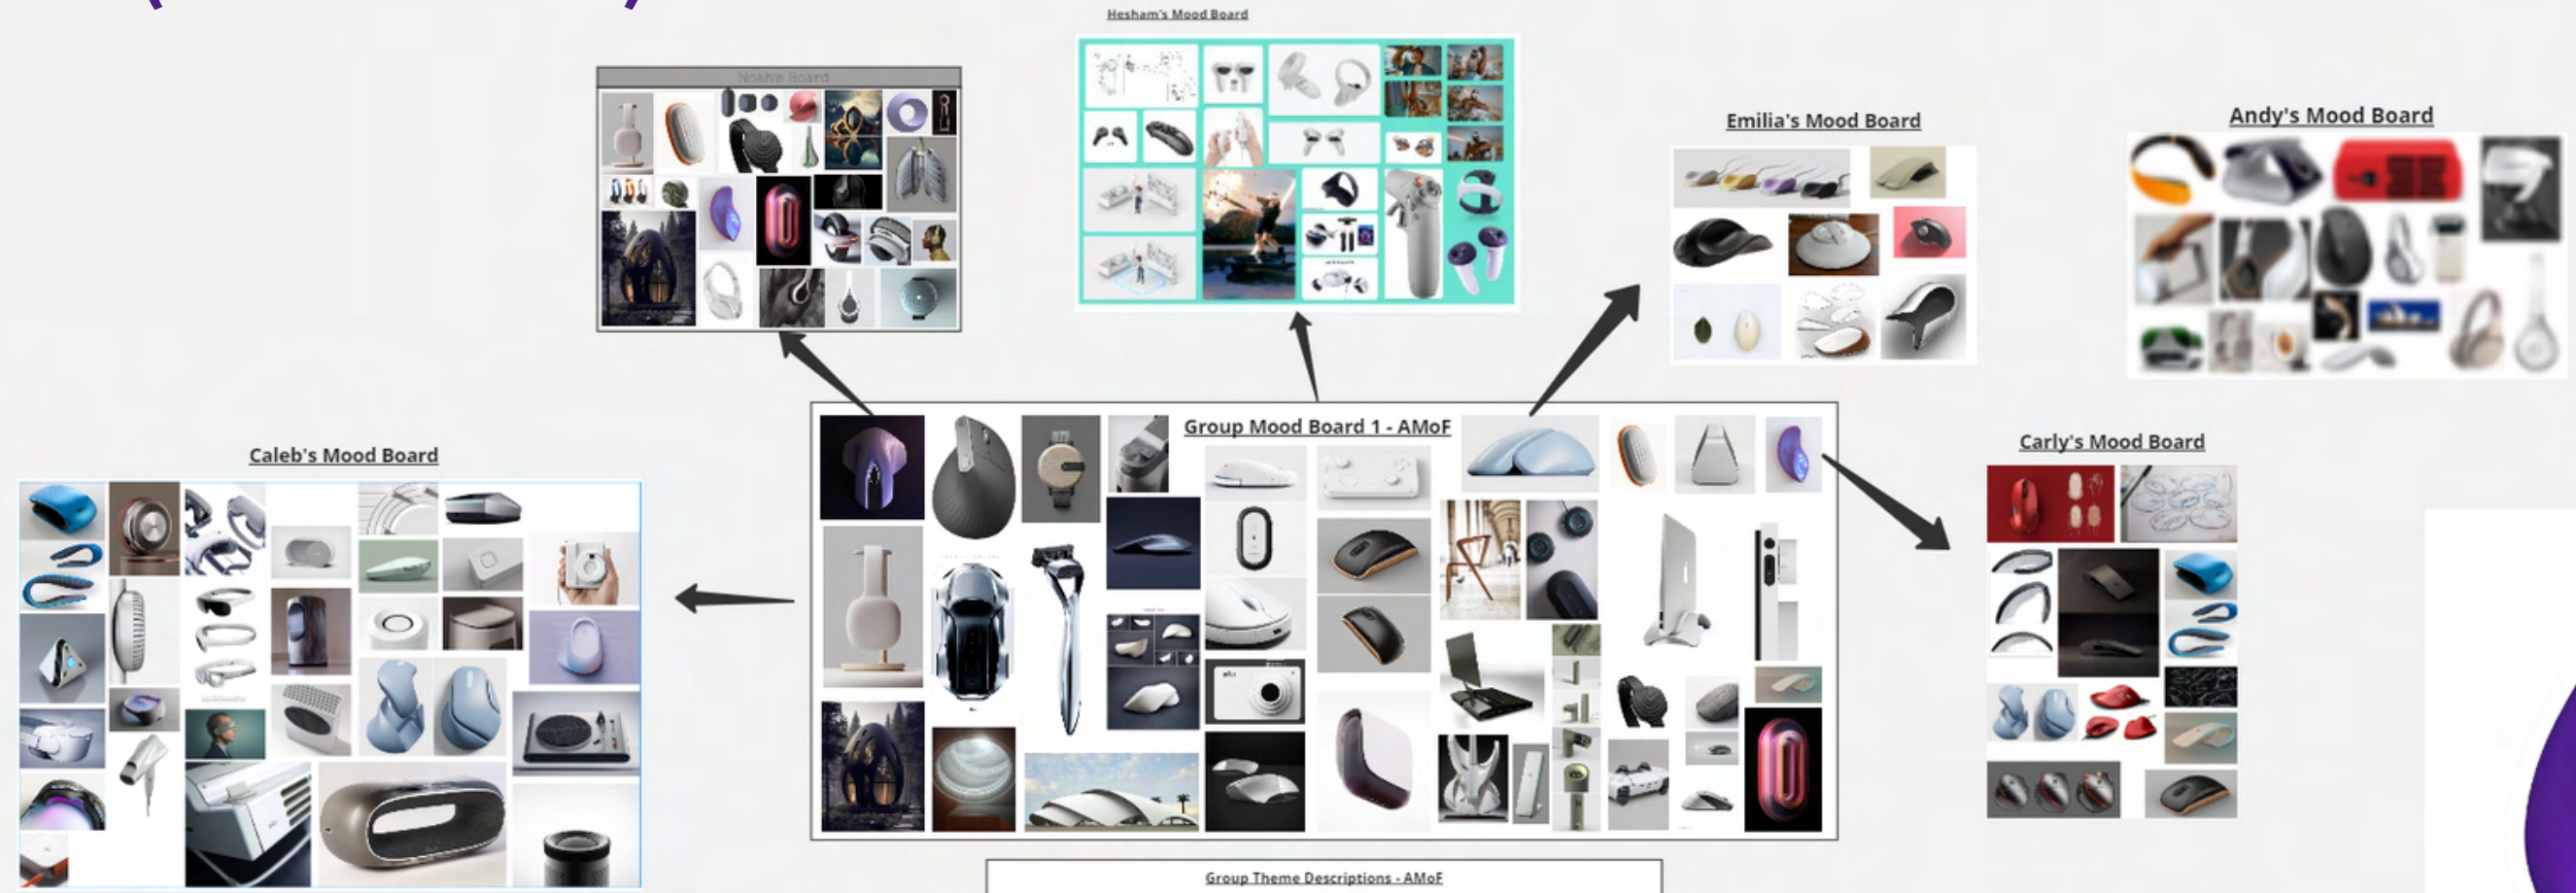 Hesham's Mood Board
Noah's Board
Emilia's Mood Board
Andy's Mood Board
Group Mood Board 1 - AMoF
Carly's Mood Board
Caleb's Mood Board
Group Theme Descriptions - AMoF